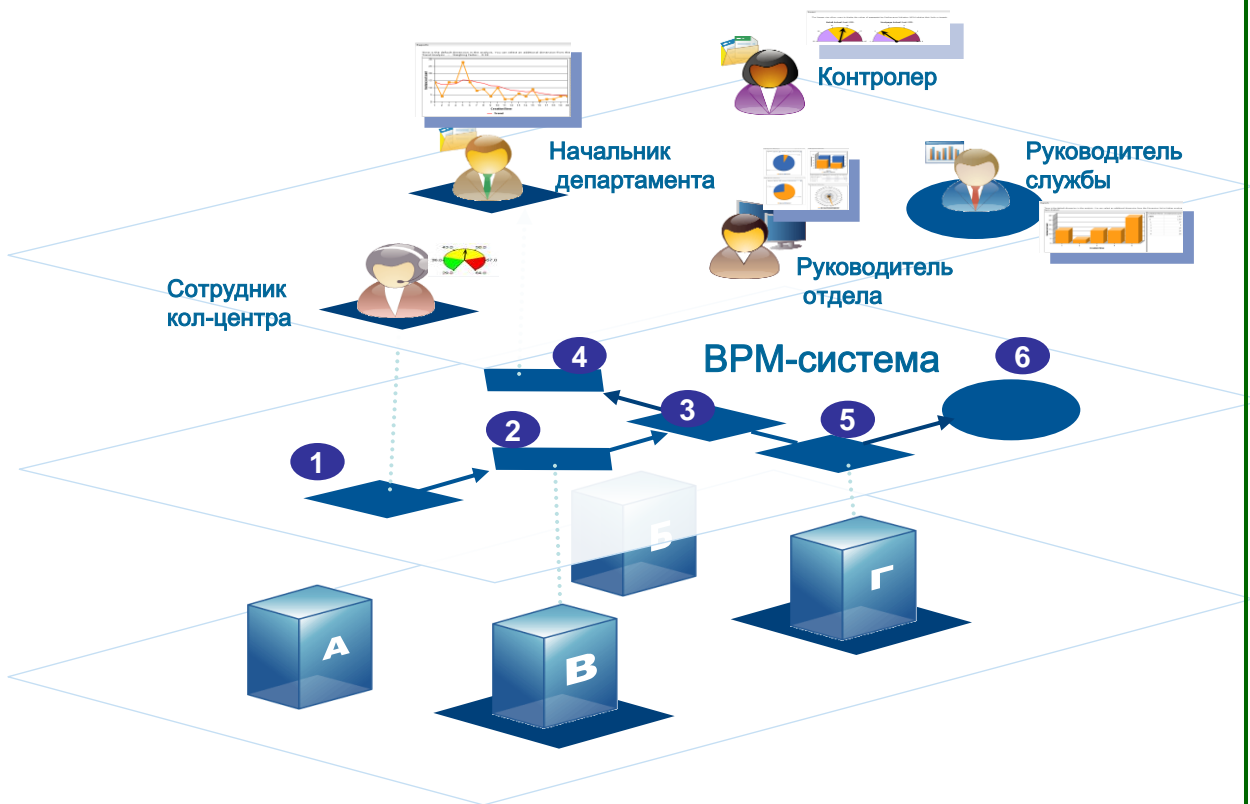 Контролер
Начальник
департамента
Руководитель
службы
Руководитель
отдела
Сотрудник
кол-центра
BPM-система
4
6
3
5
2
1
Б
Г
А
В